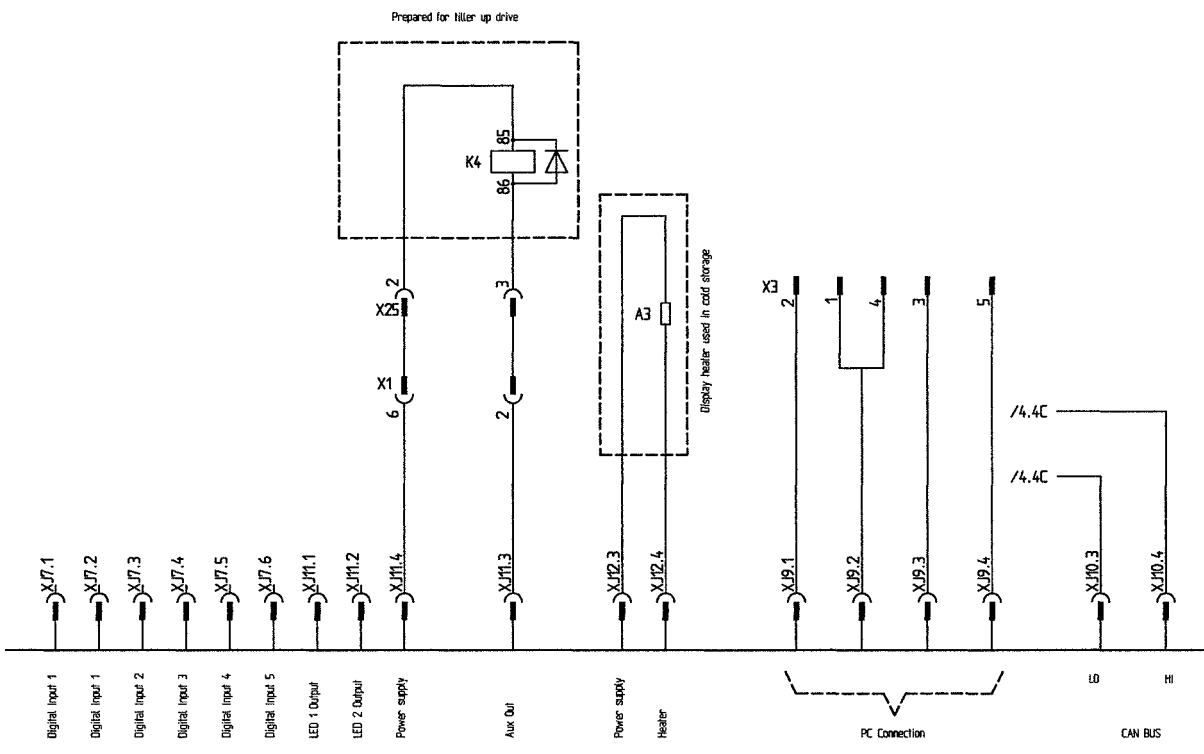 Prepared for tiller up drive
85
K4
86
2
3
X25
X1
6
2
A3
Display heater used in cold storage
X3
2
1
4
3
5
/4.4C
/4.4C
XJ7.1
XJ7.2
XJ7.3
XJ7.4
XJ7.5
XJ7.6
XJ11.1
XJ11.2
XJ11.4
XJ11.3
XJ12.3
XJ12.4
XJ9.1
XJ9.2
XJ9.3
XJ9.4
XJ10.3
XJ10.4
Digital Input 1
Digital Input 1
Digital Input 2
Digital Input 3
Digital Input 4
Digital Input 5
LED 1 Output
LED 2 Output
Power supply
Aux Out
Power supply
Heater
LO
HI
PC Connection
CAN BUS